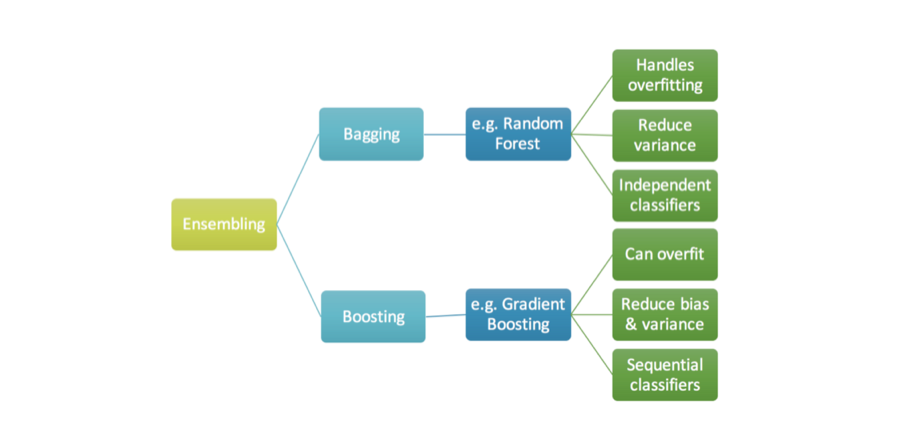 Ensembling
Bagging
e.g. Random
Forest
Handles
overfitting
Reduce
variance
Independent
classifiers
Boosting
e.g. Gradient
Boosting
Can overfit
Reduce bias
& variance
Sequential
classifiers